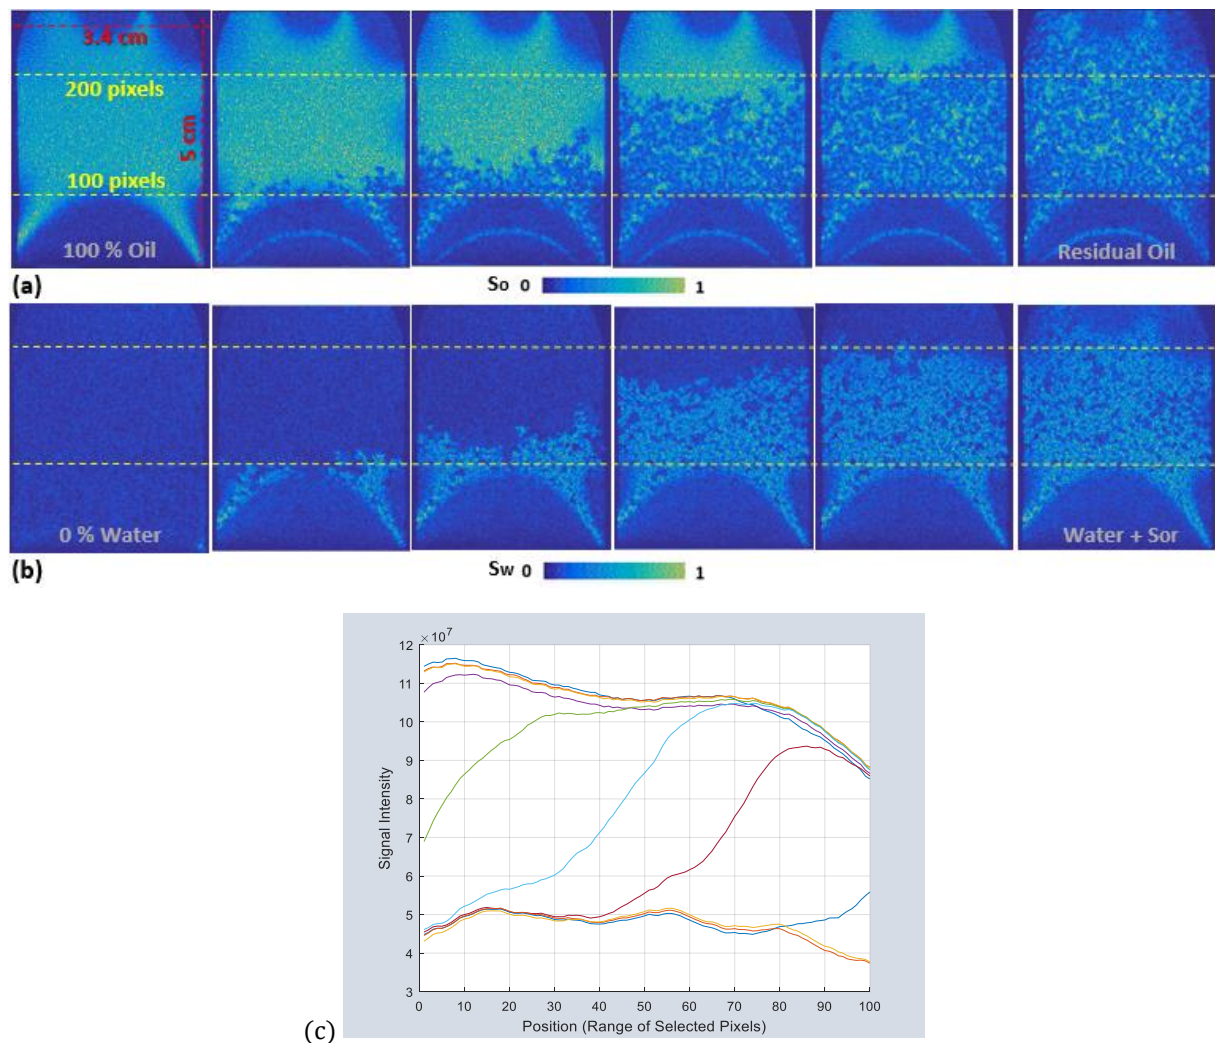 3.4 cm
200 pixels
5 cm
100 pixels
100 % Oil
Residual Oil
(a)
So 0 1
0 % Water
Water + Sor
(b)
Sw 0 1
×10⁷
12
11
10
9
8
7
6
5
4
3
Signal Intensity
0 10 20 30 40 50 60 70 80 90 100
Position (Range of Selected Pixels)
(c)